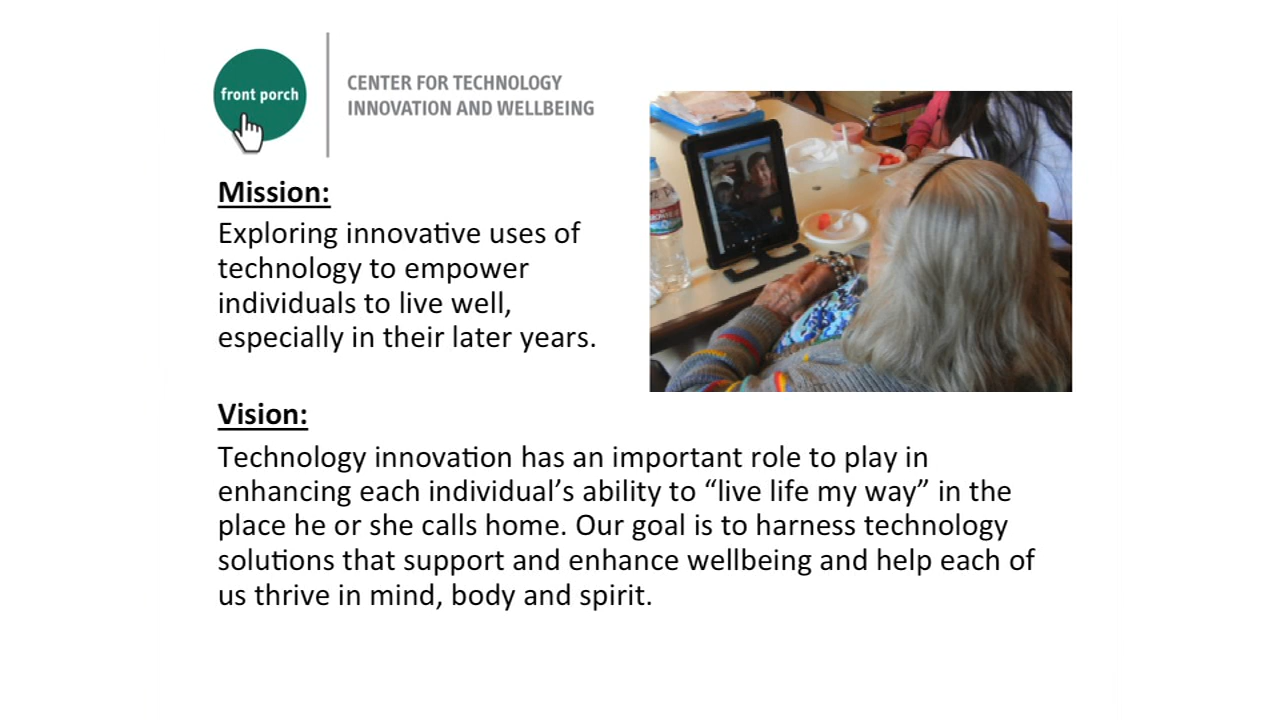 front porch
CENTER FOR TECHNOLOGY
INNOVATION AND WELLBEING
Mission:
Exploring innovative uses of
technology to empower
individuals to live well,
especially in their later years.
Vision:
Technology innovation has an important role to play in
enhancing each individual’s ability to “live life my way” in the
place he or she calls home. Our goal is to harness technology
solutions that support and enhance wellbeing and help each of
us thrive in mind, body and spirit.